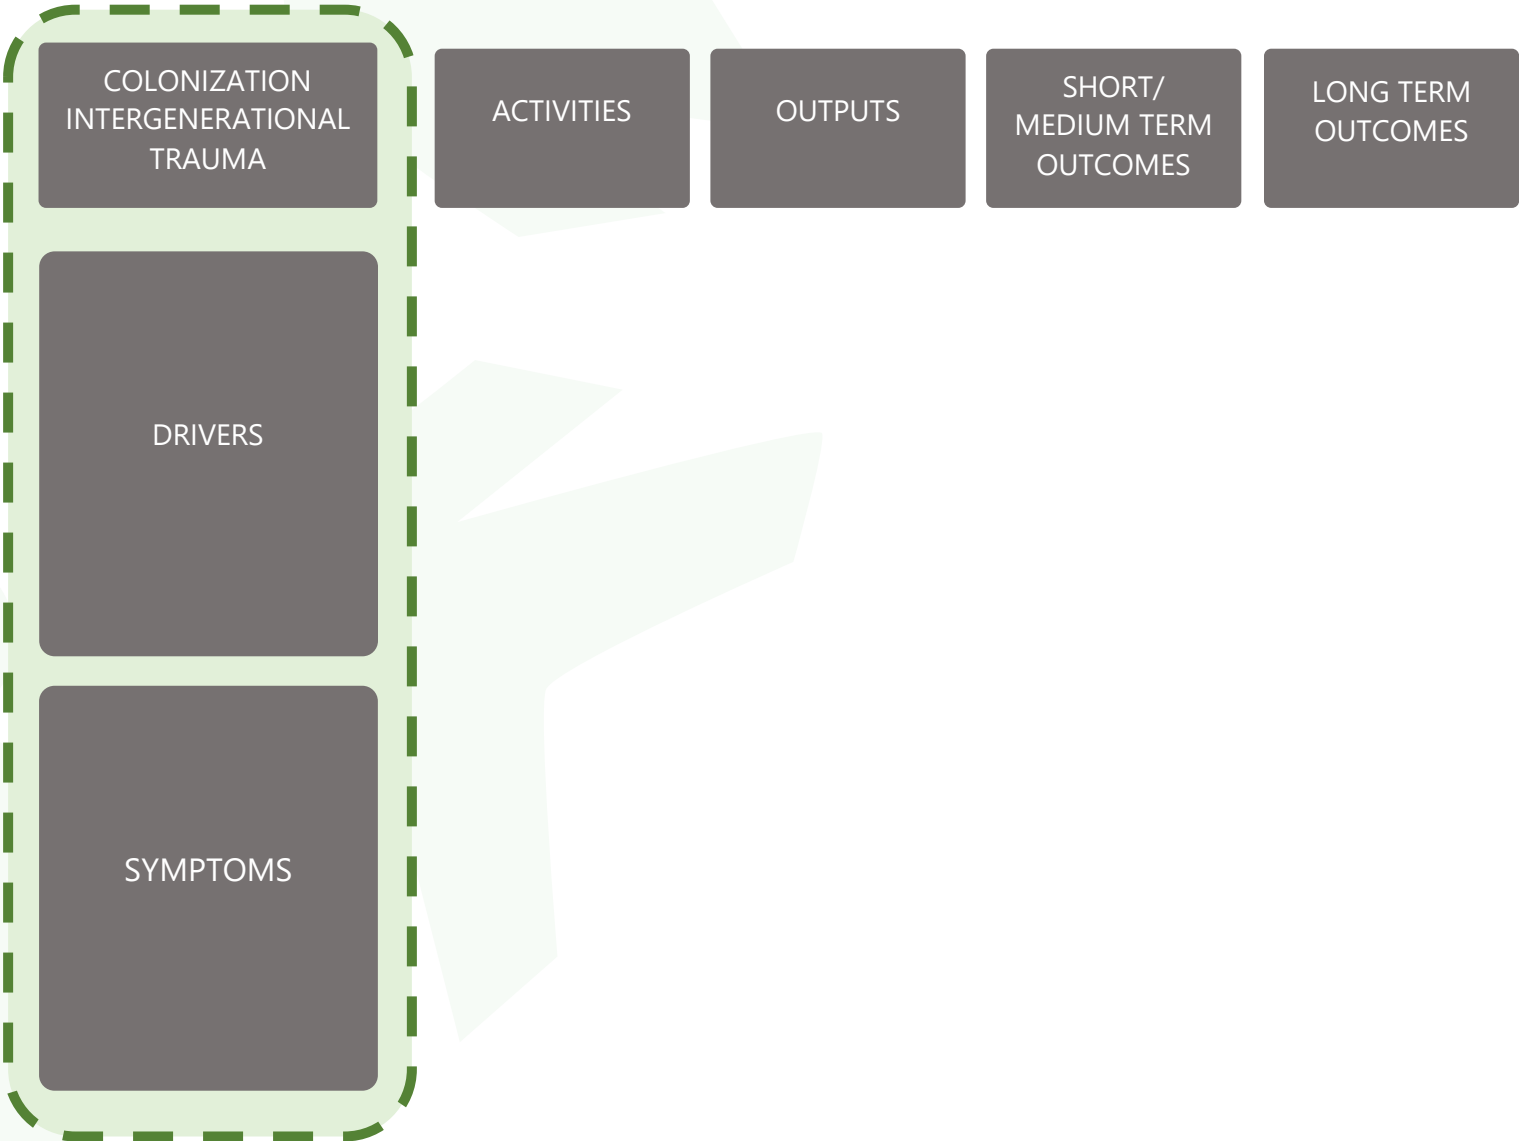 COLONIZATION
INTERGENERATIONAL
TRAUMA
ACTIVITIES
OUTPUTS
SHORT/
MEDIUM TERM
OUTCOMES
LONG TERM
OUTCOMES
DRIVERS
SYMPTOMS